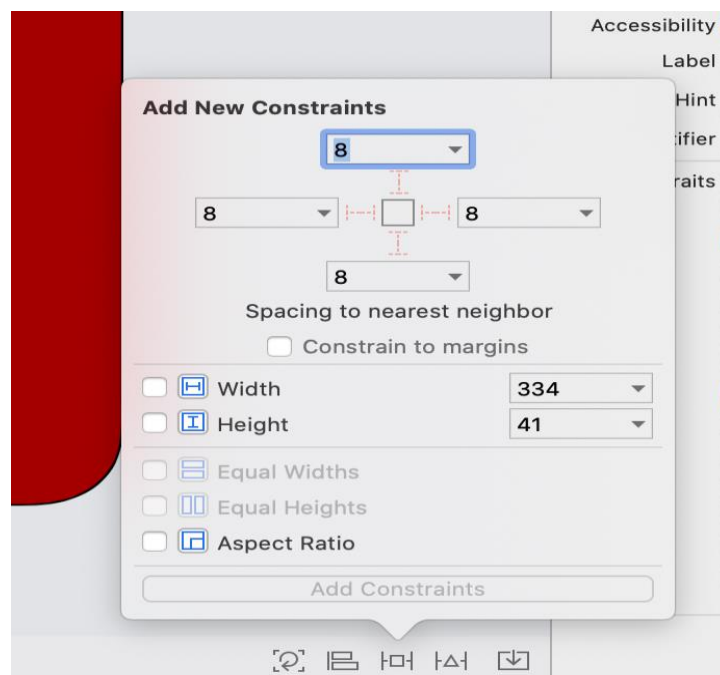 Accessibility
Label
Hint
ifier
raits
Add New Constraints
8
8 8
8
Spacing to nearest neighbor
Constrain to margins
Width 334
Height 41
Equal Widths
Equal Heights
Aspect Ratio
Add Constraints